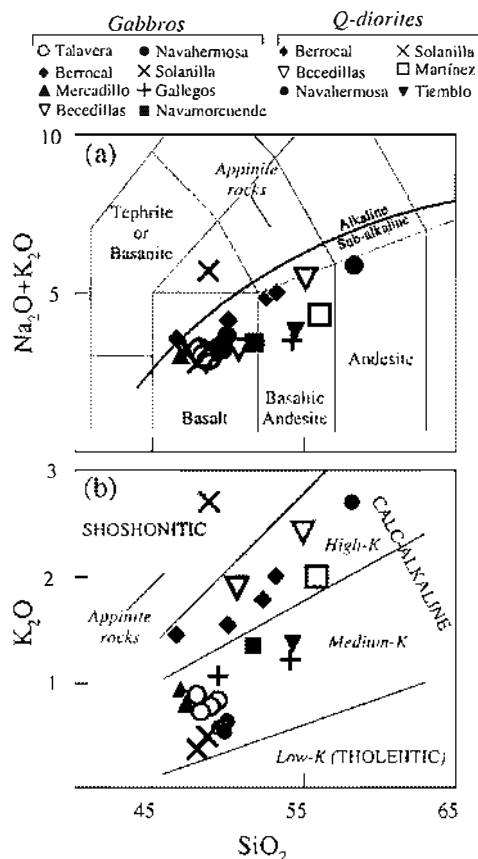 Gabbros Q-diorites
Talavera Navahermosa Berrocal Solanilla
Berrocal Solanilla Becedillas Martínez
Mercadillo Gallegos Navahermosa Tiemblo
Becedillas Navamorcuende
10
(a)
Appinite
rocks
Tephrite
or
Basanite
Alkaline
Sub-alkaline
5
Na2O+K2O
Basalt
Basaltic
Andesite
Andesite
3
(b)
SHOSHONITIC
High-K
CALC-ALKALINE
2
K2O
Appinite
rocks
Medium-K
1
Low-K (THOLEIITIC)
45 55 65
SiO2